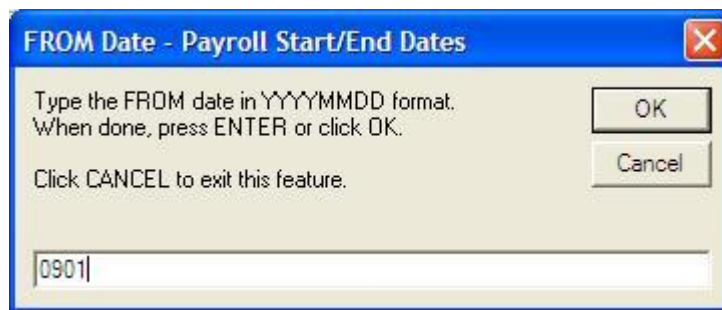 FROM Date - Payroll Start/End Dates
Type the FROM date in YYYYMMDD format.
When done, press ENTER or click OK.
Click CANCEL to exit this feature.
OK
Cancel
0901